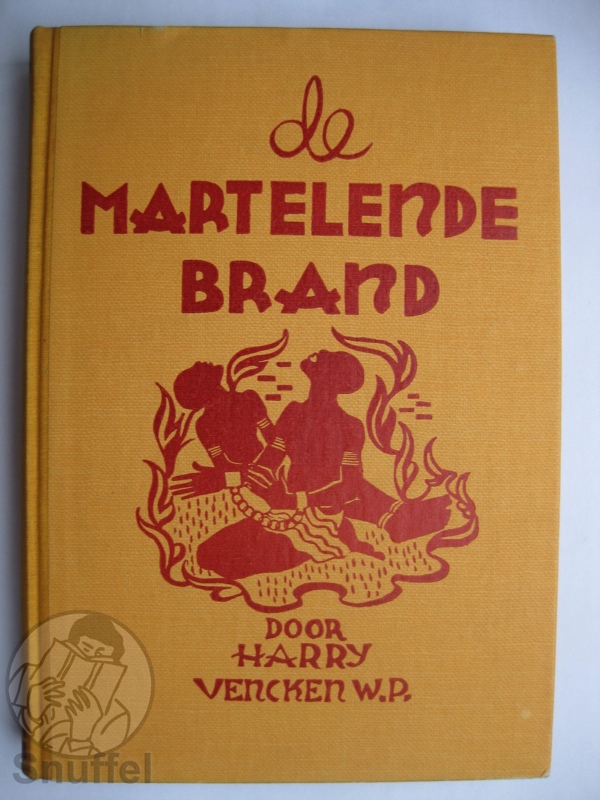 de
MARTELENDE
BRAND
DOOR
HARRY
VENCKEN W.P.
Snuffel